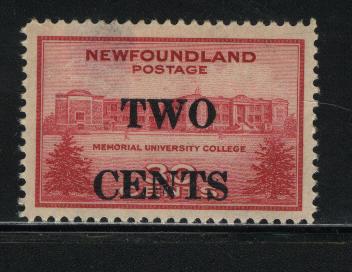 NEWFOUNDLAND
POSTAGE
TWO
MEMORIAL UNIVERSITY COLLEGE
CENTS